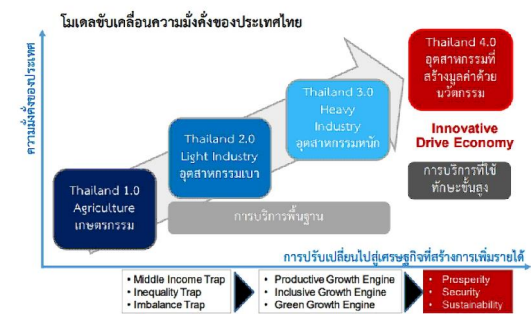 โมเดลขับเคลื่อนความมั่งคั่งของประเทศไทย
ความมั่งคั่งของประเทศ
Thailand 1.0
Agriculture
เกษตรกรรม
Thailand 2.0
Light Industry
อุตสาหกรรมเบา
Thailand 3.0
Heavy
Industry
อุตสาหกรรมหนัก
Thailand 4.0
อุตสาหกรรมที่
สร้างมูลค่าด้วย
นวัตกรรม
Innovative
Drive Economy
การบริการพื้นฐาน
การบริการที่ใช้
ทักษะขั้นสูง
การปรับเปลี่ยนไปสู่เศรษฐกิจที่สร้างการเพิ่มรายได้
• Middle Income Trap
• Inequality Trap
• Imbalance Trap
• Productive Growth Engine
• Inclusive Growth Engine
• Green Growth Engine
• Prosperity
• Security
• Sustainability